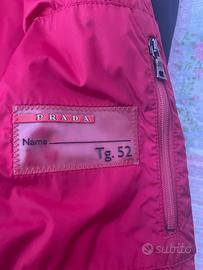 PRADA
Name
Tg. 52
subito